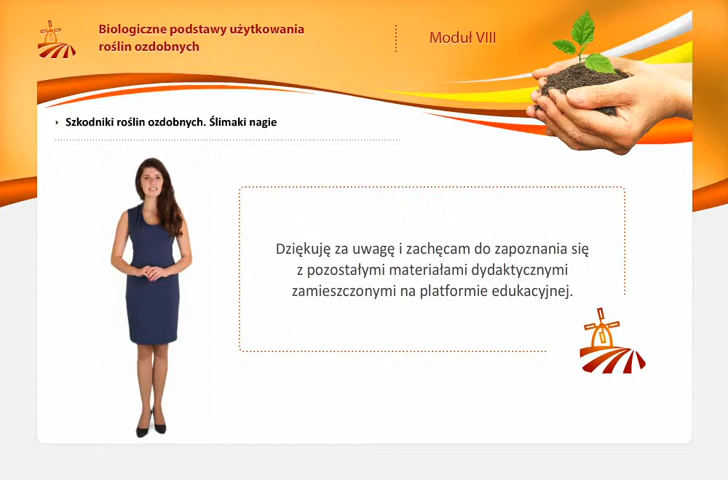 Biologiczne podstawy użytkowania
roślin ozdobnych
Moduł VIII
Szkodniki roślin ozdobnych. Ślimaki nagie
Dziękuję za uwagę i zachęcam do zapoznania się
z pozostałymi materiałami dydaktycznymi
zamieszczonymi na platformie edukacyjnej.